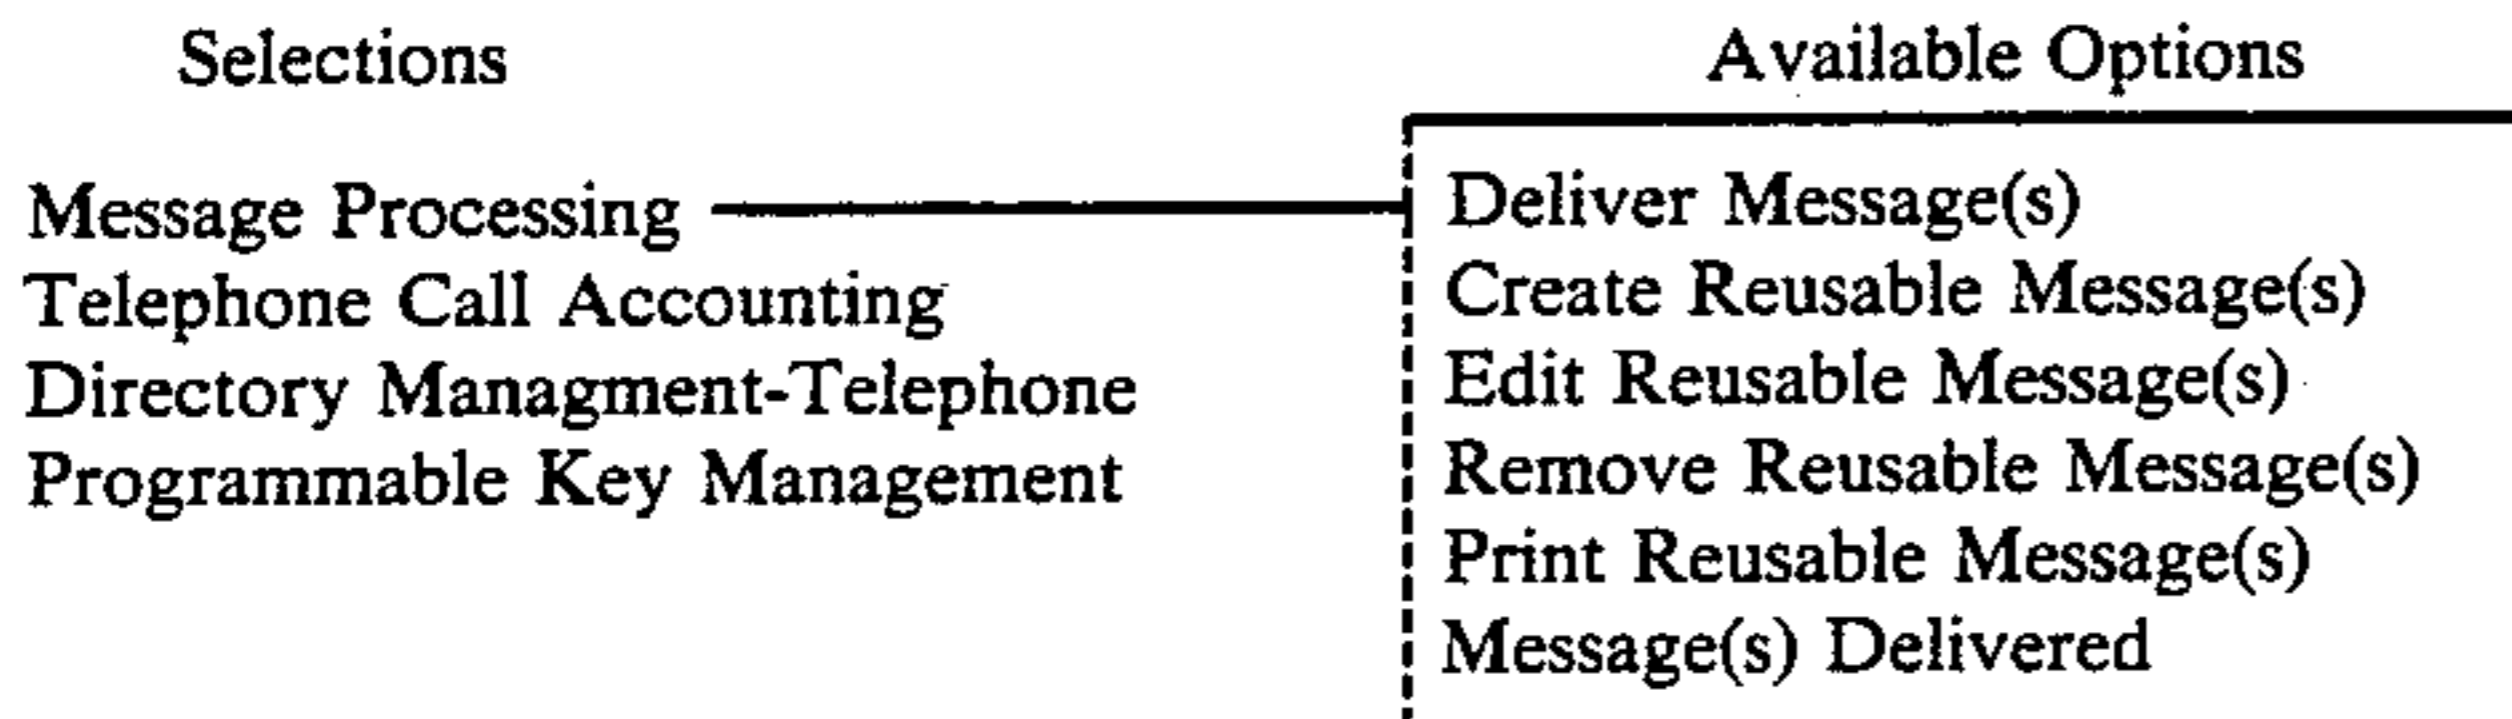 Selections
Available Options
Message Processing
Telephone Call Accounting
Directory Managment-Telephone
Programmable Key Management
Deliver Message(s)
Create Reusable Message(s)
Edit Reusable Message(s)
Remove Reusable Message(s)
Print Reusable Message(s)
Message(s) Delivered